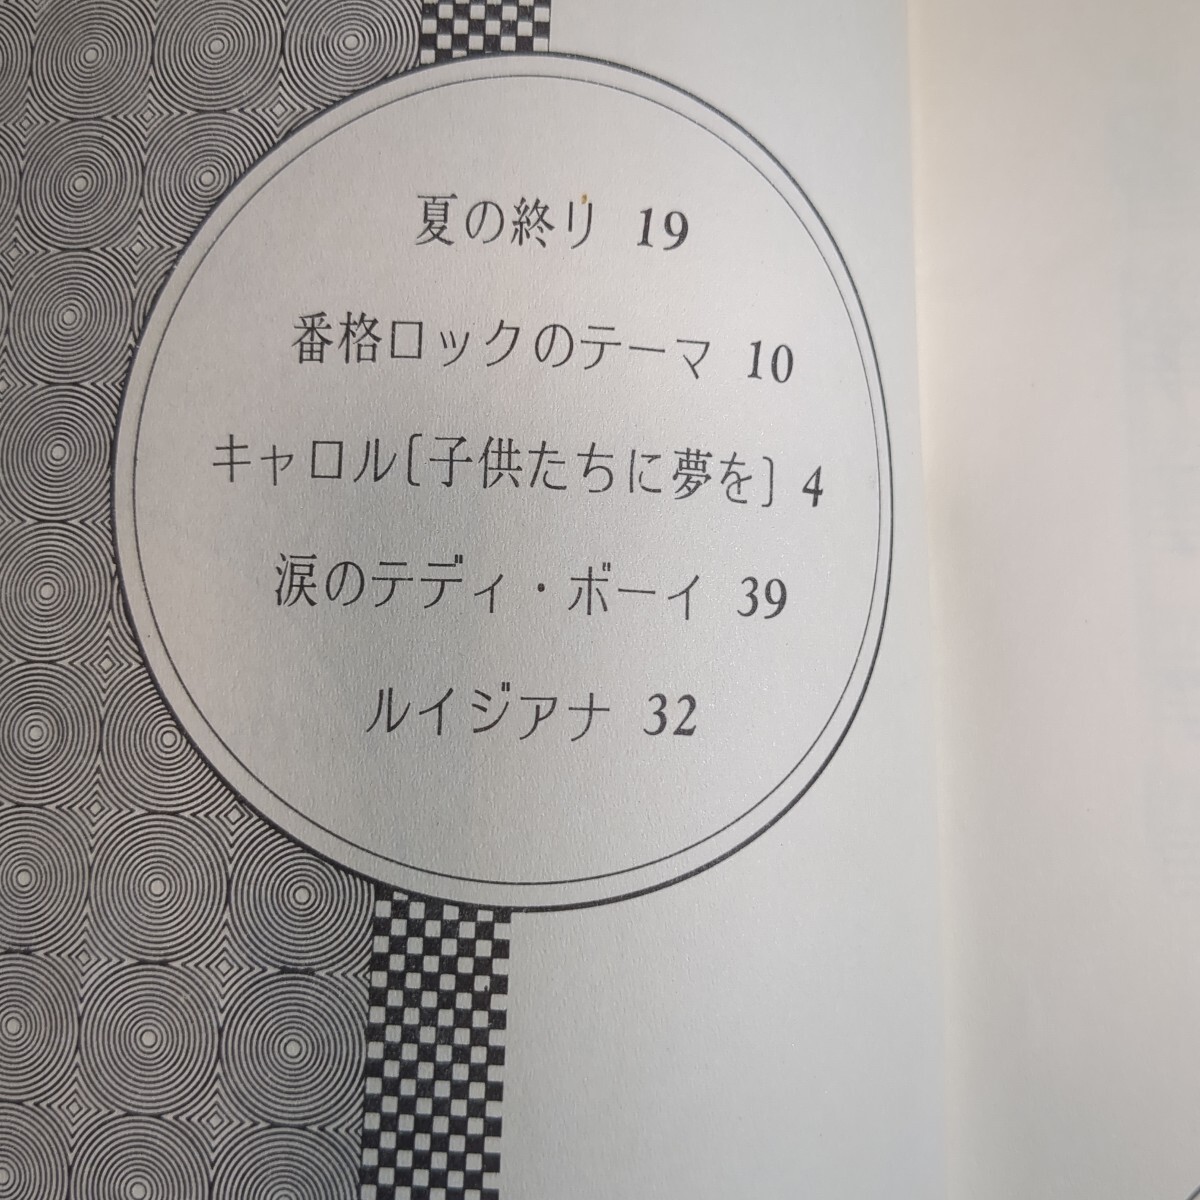 夏の終り 19
番格ロックのテーマ 10
キャロル〔子供たちに夢を〕 4
涙のテディ・ボーイ 39
ルイジアナ 32